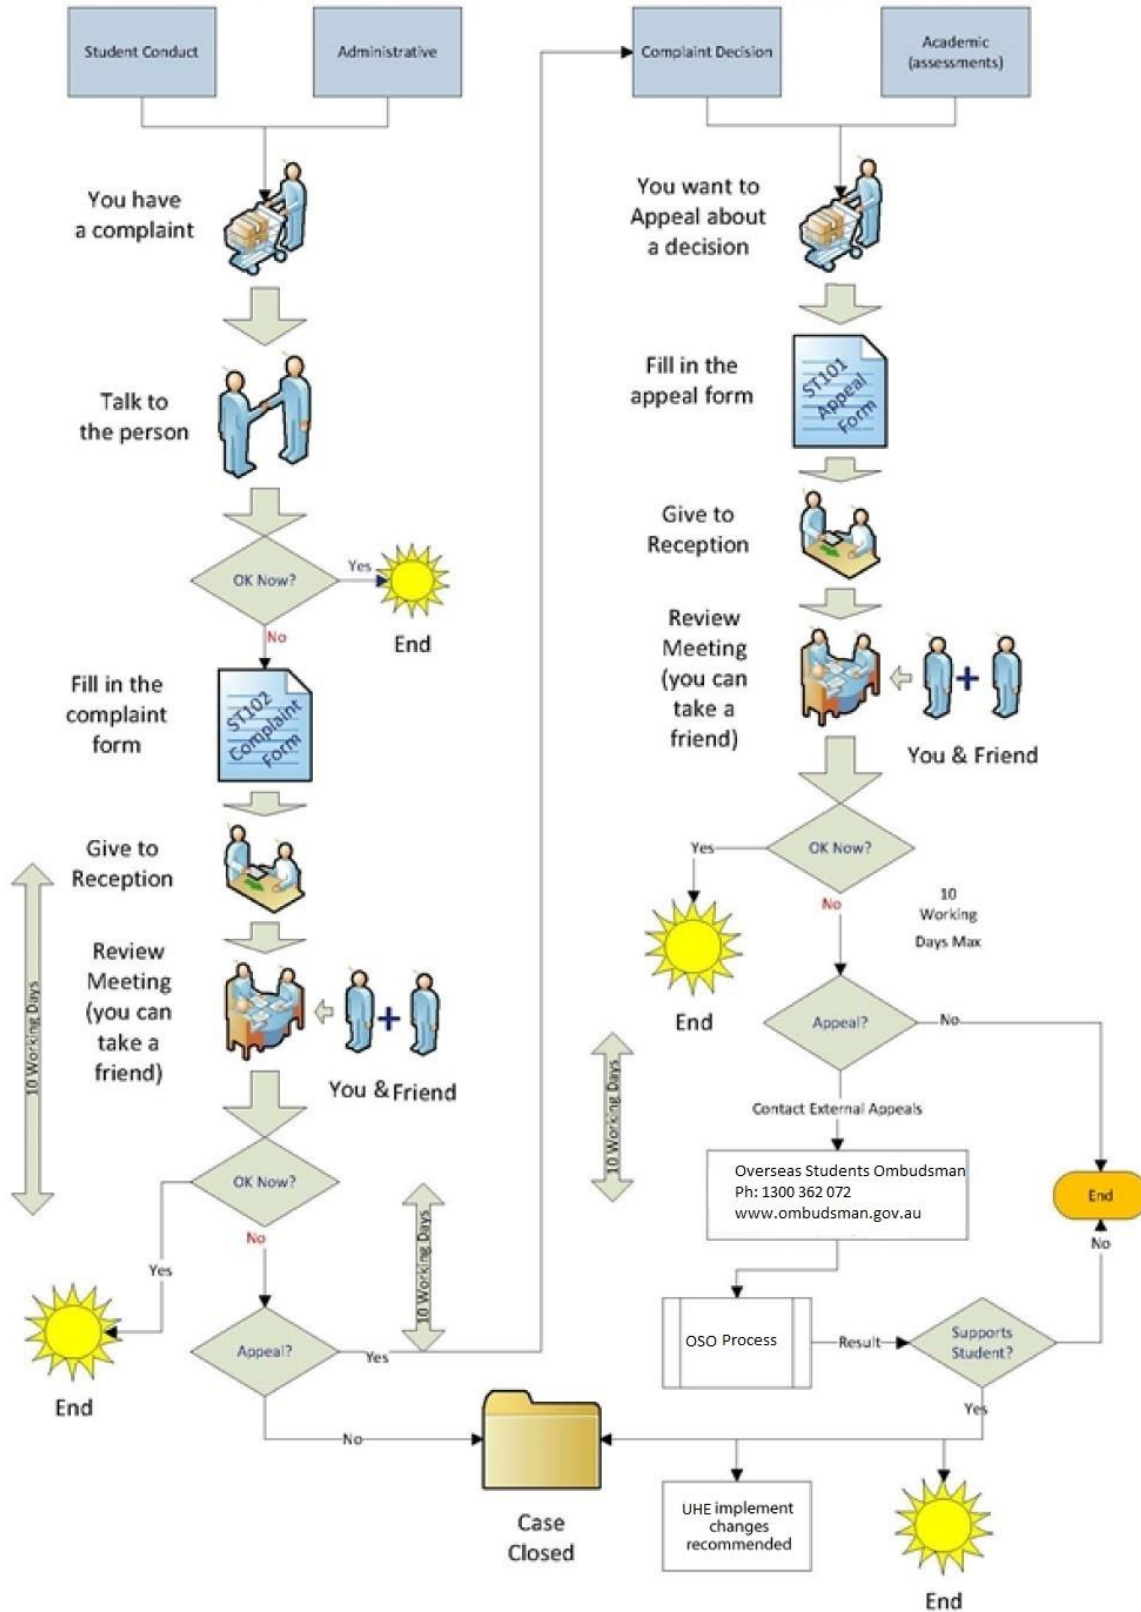 Student Conduct
Administrative
You have
a complaint
Talk to
the person
OK Now?
Yes
End
No
Fill in the
complaint
form
ST102
Complaint
Form
Give to
Reception
Review
Meeting
(you can
take a
friend)
You & Friend
10 Working Days
OK Now?
Yes
End
No
10 Working Days
Appeal?
Yes
No
Case
Closed
Complaint Decision
Academic
(assessments)
You want to
Appeal about
a decision
Fill in the
appeal form
ST101
Appeal
Form
Give to
Reception
Review
Meeting
(you can
take a
friend)
You & Friend
OK Now?
Yes
End
No
10
Working
Days Max
Appeal?
No
10 Working Days
Contact External Appeals
Overseas Students Ombudsman
Ph: 1300 362 072
www.ombudsman.gov.au
End
No
OSO Process
Result
Supports
Student?
Yes
UHE implement
changes
recommended
End